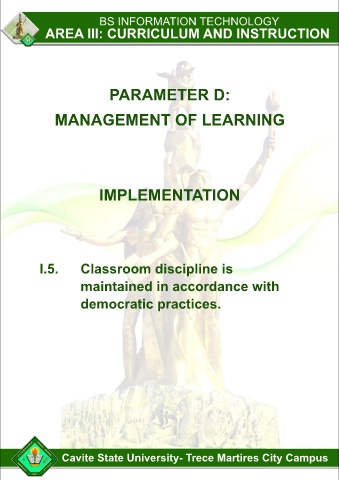 BS INFORMATION TECHNOLOGY
AREA III: CURRICULUM AND INSTRUCTION
PARAMETER D:
MANAGEMENT OF LEARNING
IMPLEMENTATION
I.5. Classroom discipline is
maintained in accordance with
democratic practices.
Cavite State University- Trece Martires City Campus